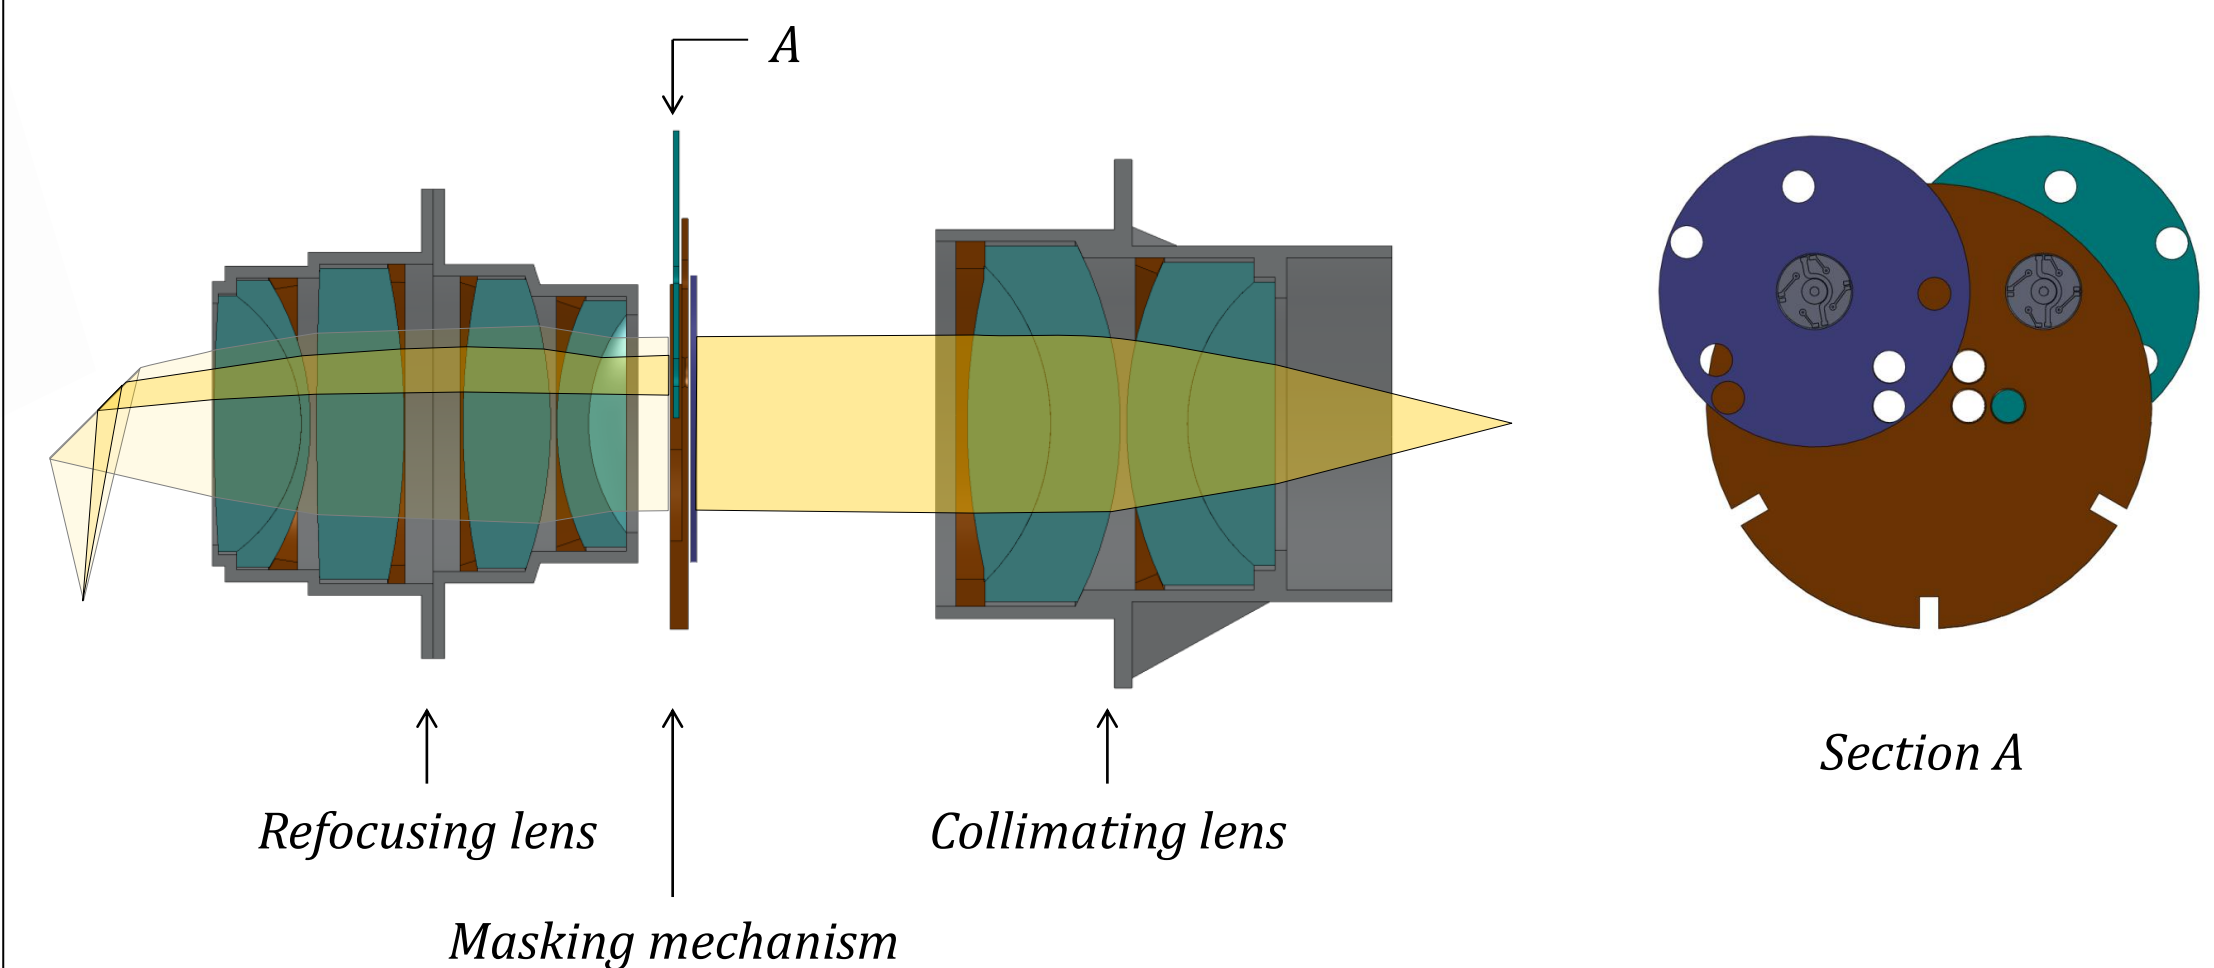 A
Refocusing lens
Collimating lens
Section A
Masking mechanism